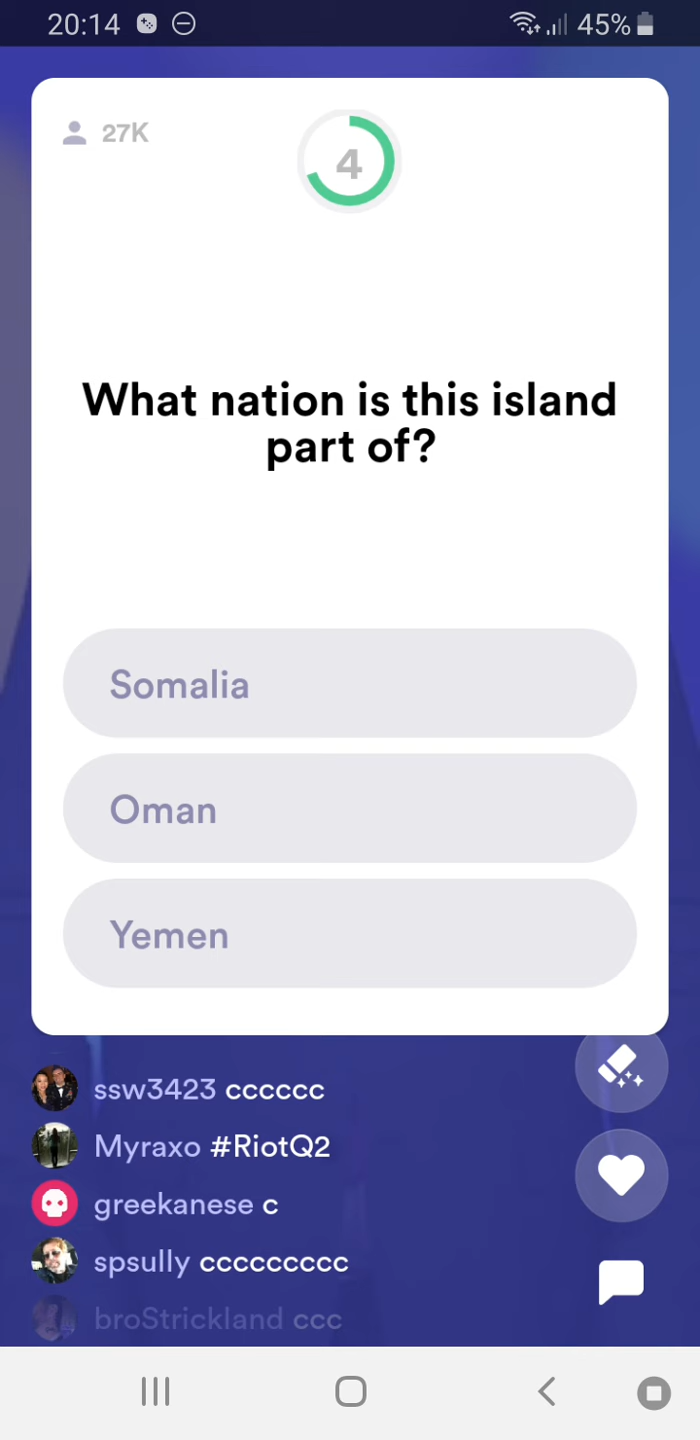 20:14
45%
27K
4
What nation is this island
part of?
Somalia
Oman
Yemen
ssw3423 cccccc
Myraxo #RiotQ2
greekanese c
spsully ccccccccc
broStrickland ccc